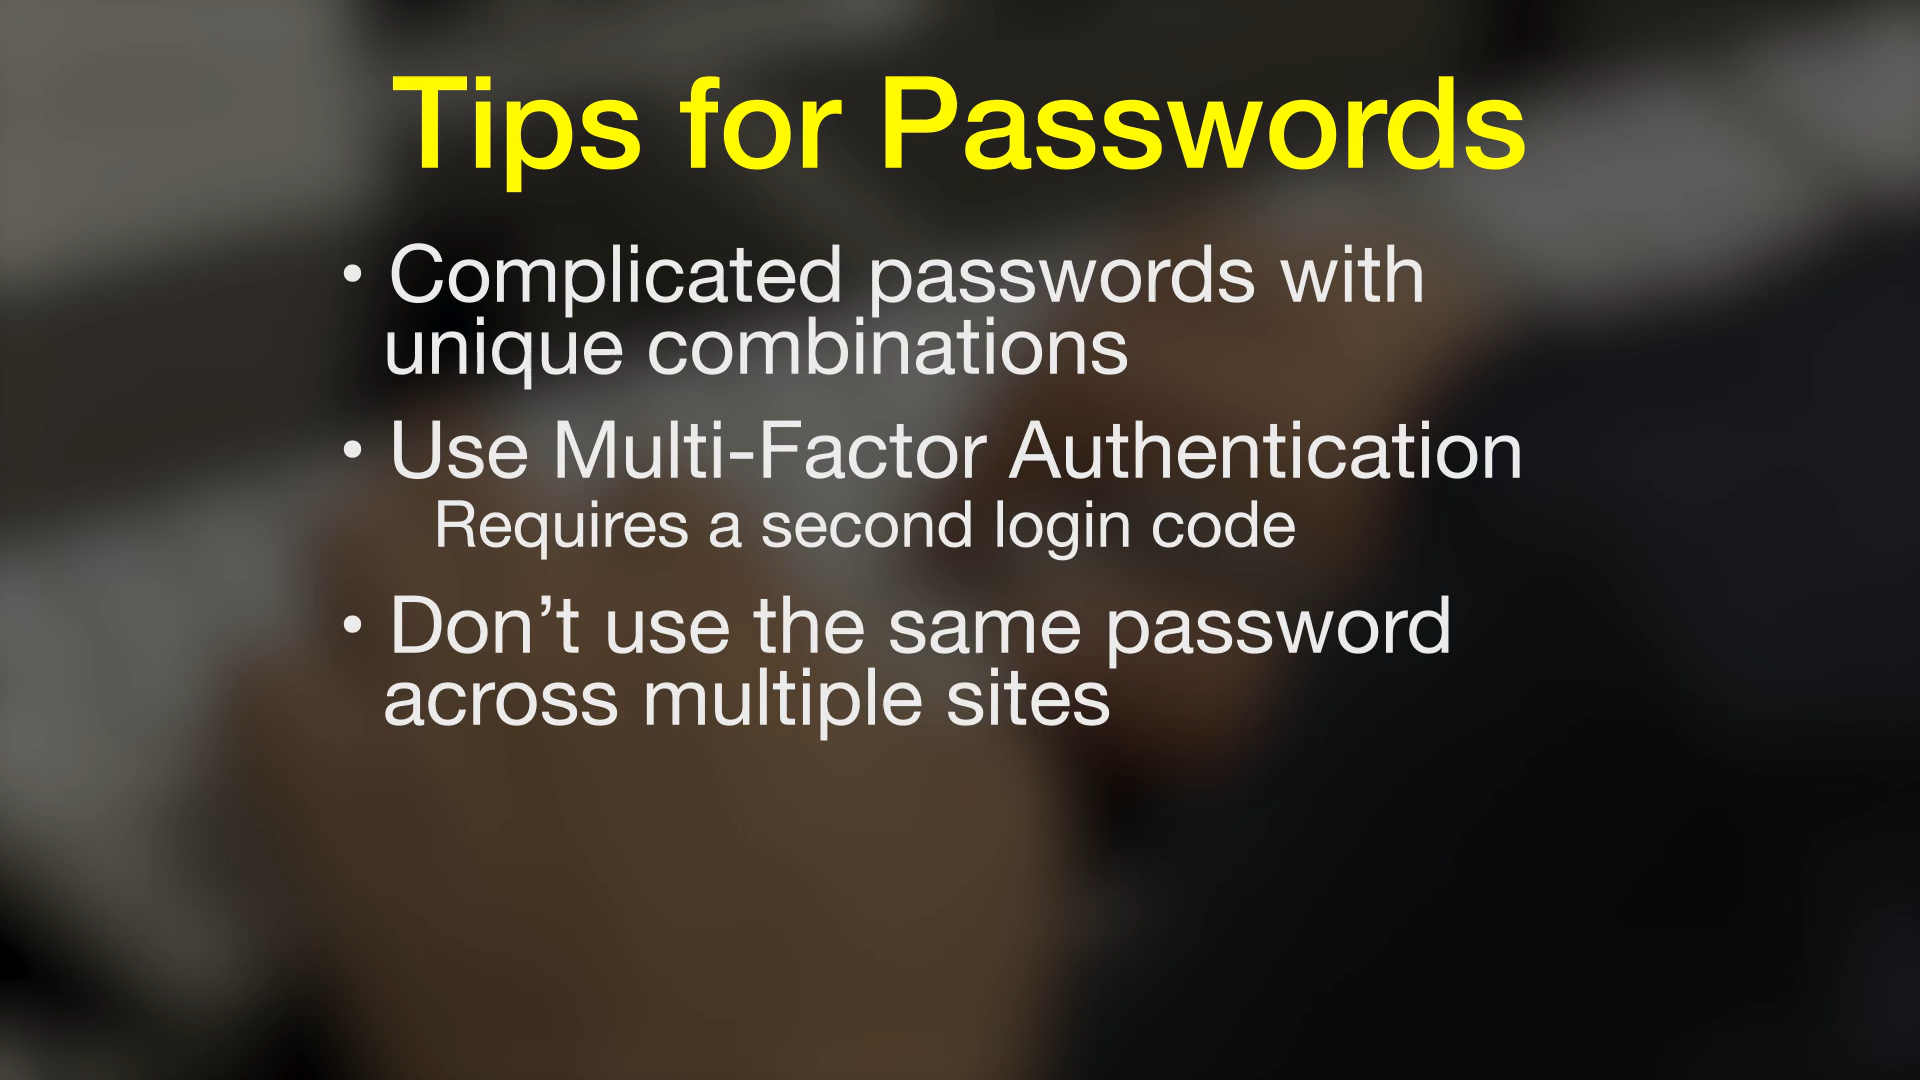 Tips for Passwords
• Complicated passwords with
unique combinations
• Use Multi-Factor Authentication
Requires a second login code
• Don’t use the same password
across multiple sites